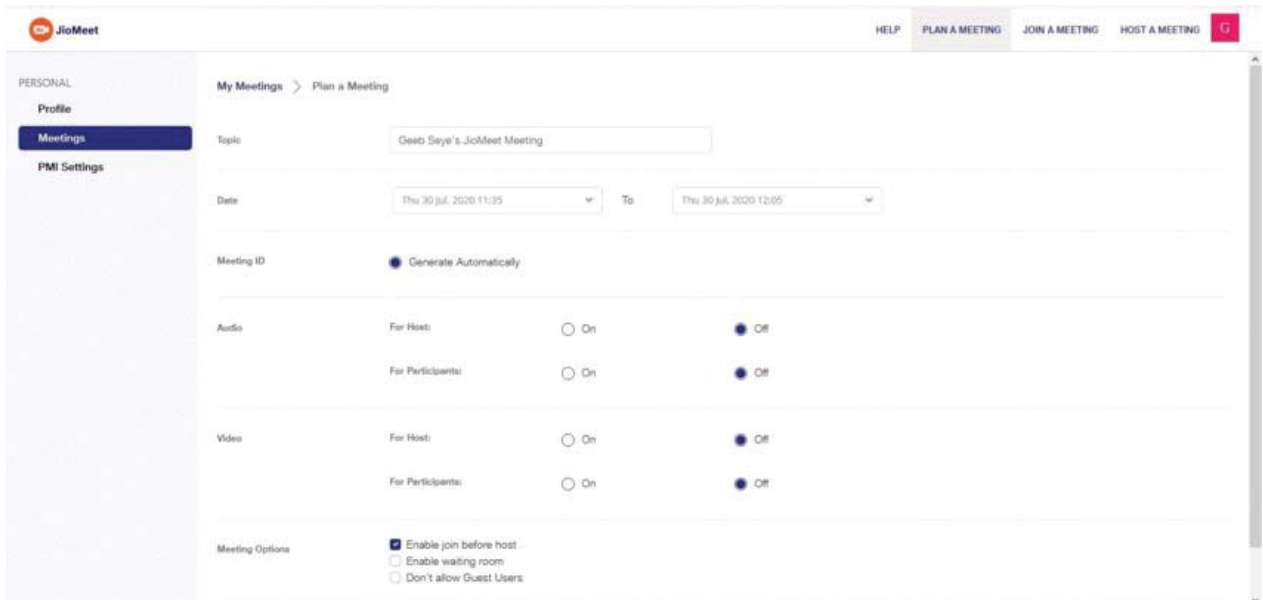 JioMeet
HELP PLAN A MEETING JOIN A MEETING HOST A MEETING G
PERSONAL
Profile
Meetings
PMI Settings
My Meetings > Plan a Meeting
Topic Geeb Seye's JioMeet Meeting
Date Thu 30 Jul, 2020 11:35 To Thu 30 Jul, 2020 12:05
Meeting ID Generate Automatically
Audio For Host: On Off
For Participants: On Off
Video For Host: On Off
For Participants: On Off
Meeting Options Enable join before host
Enable waiting room
Don't allow Guest Users